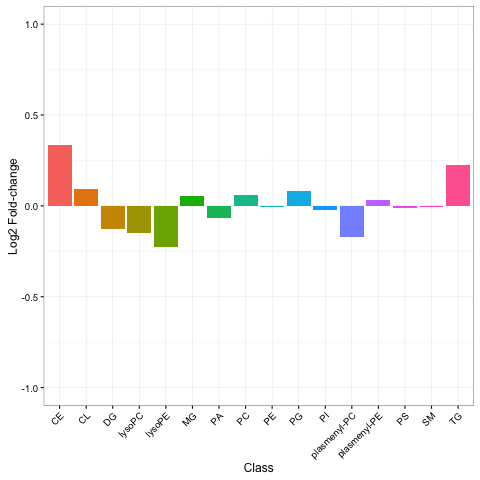 1.0
0.5
0.0
-0.5
-1.0
Log2 Fold-change
CE
CL
DG
lysoPC
lysoPE
MG
PA
PC
PE
PG
PI
plasmenyl-PC
plasmenyl-PE
PS
SM
TG
Class